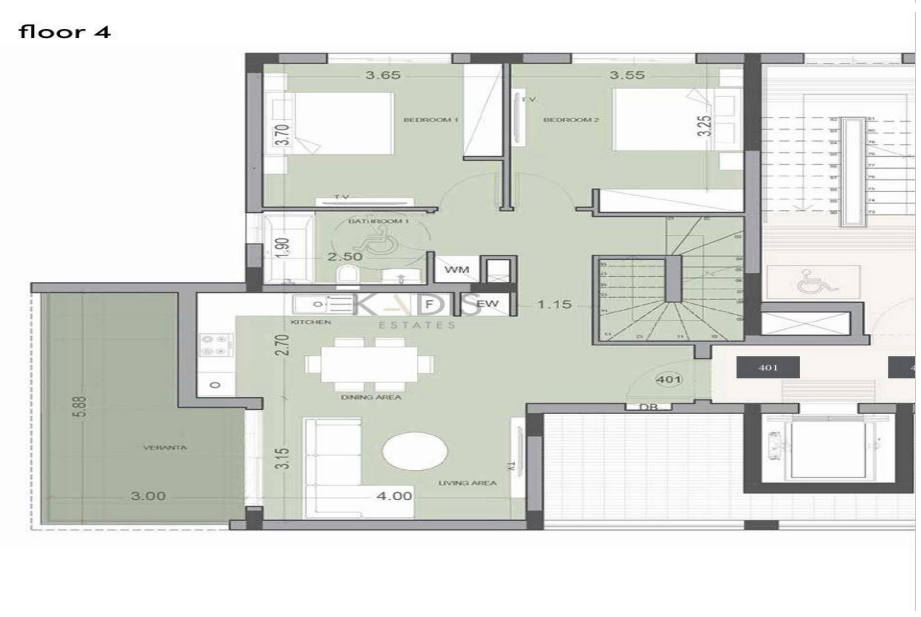 floor 4
3.65
3.55
T.V.
BEDROOM 1
BEDROOM 2
3.70
3.25
T.V
BATHROOM 1
1.90
2.50
WM
KADIS
ESTATES
F
EW
1.15
KITCHEN
2.70
401
401
DINING AREA
DB
5.88
VERANTA
3.15
T.V
LIVING AREA
3.00
4.00